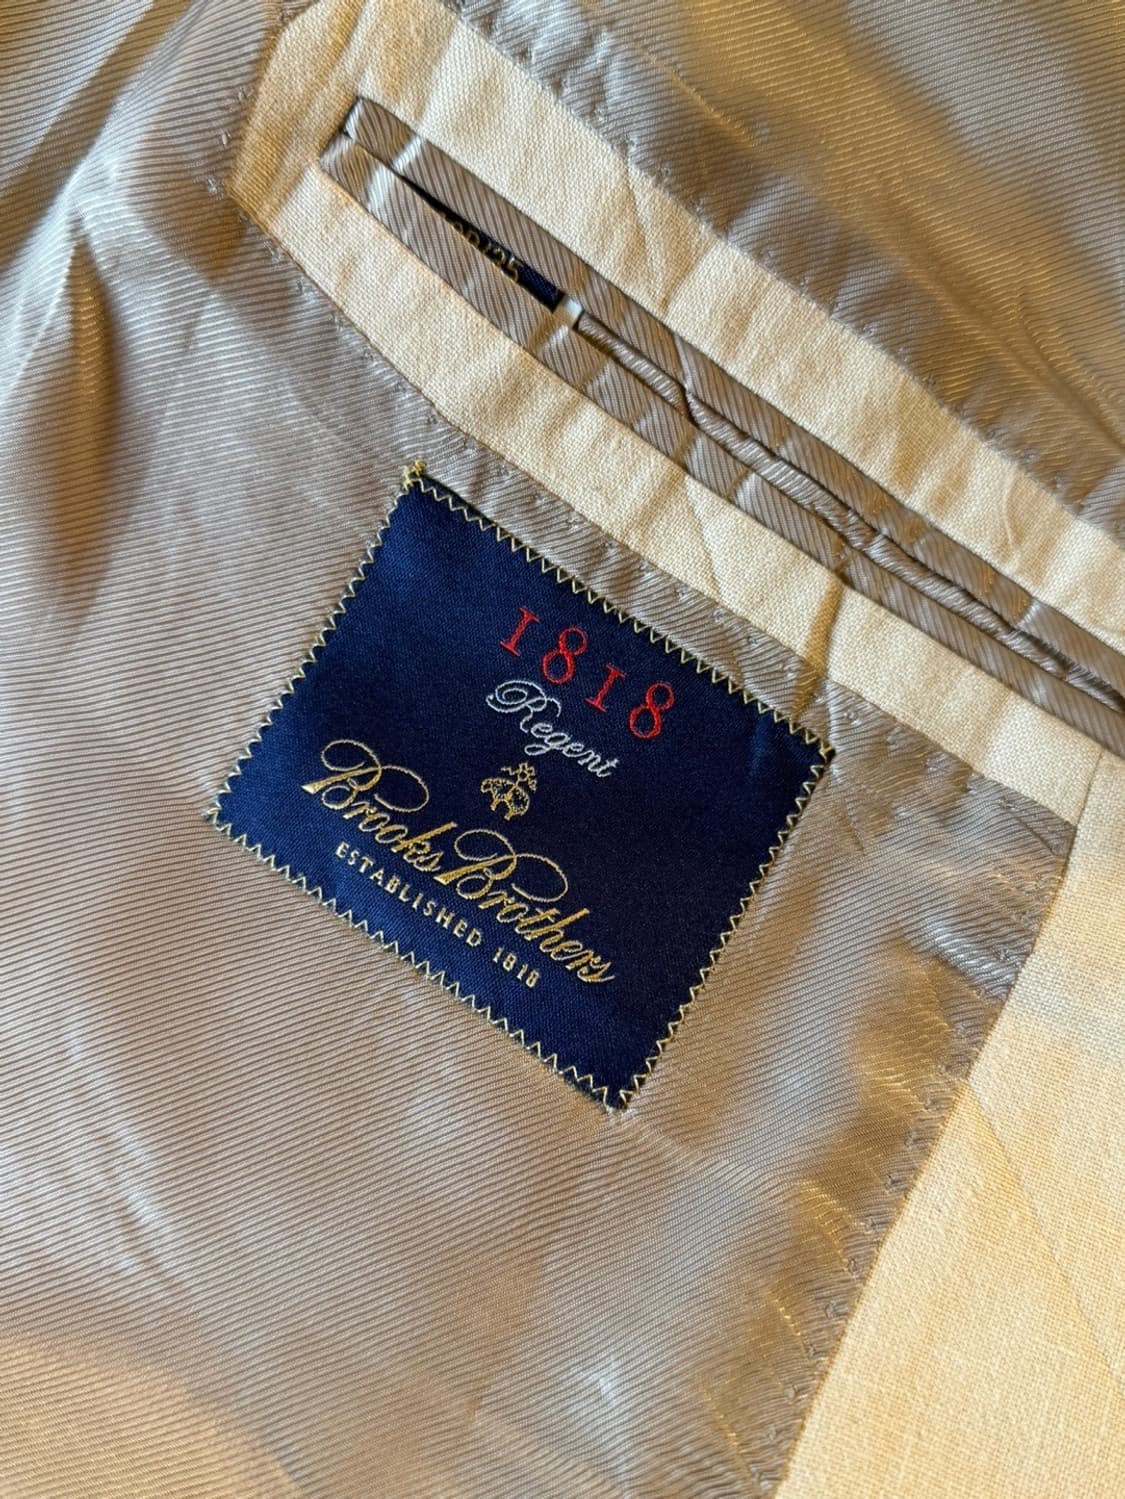 1818
Regent
Brooks Brothers
ESTABLISHED 1818